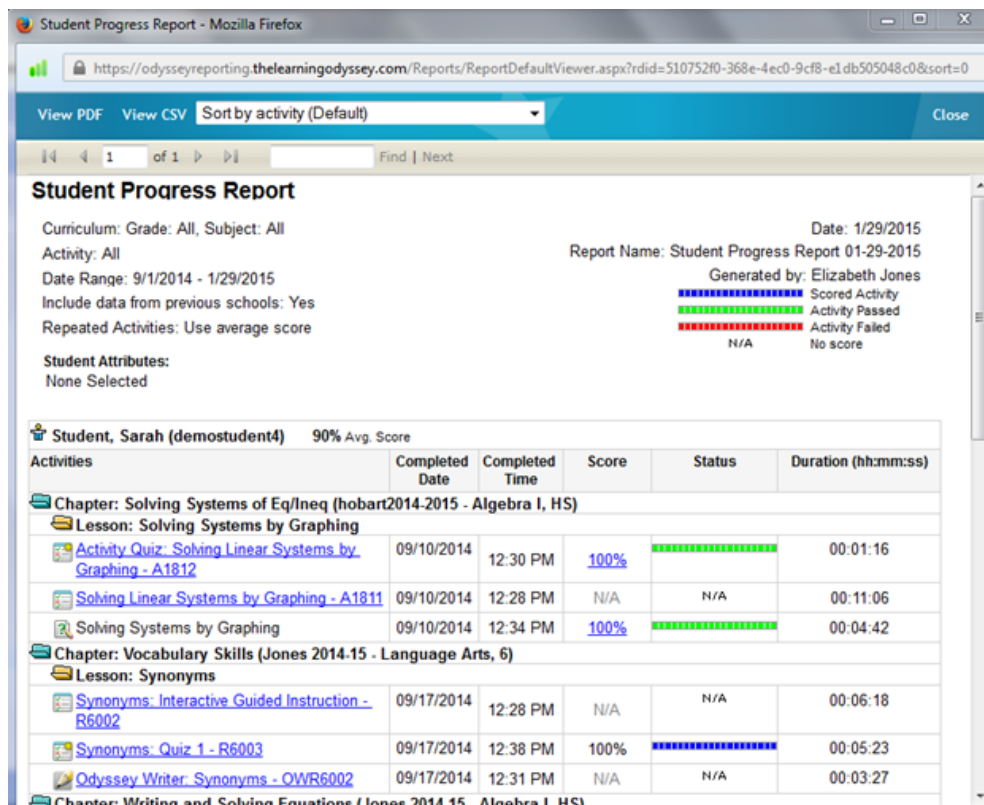 Student Progress Report - Mozilla Firefox
https://odysseyreporting.thelearningodyssey.com/Reports/ReportDefaultViewer.aspx?rdid=510752f0-368e-4ec0-9cf8-e1db505048c0&sort=0
View PDF View CSV Sort by activity (Default) Close
1 of 1 Find | Next
Student Progress Report
Curriculum: Grade: All, Subject: All Date: 1/29/2015
Activity: All Report Name: Student Progress Report 01-29-2015
Date Range: 9/1/2014 - 1/29/2015 Generated by: Elizabeth Jones
Scored Activity
Include data from previous schools: Yes Activity Passed
Repeated Activities: Use average score Activity Failed
N/A No score
Student Attributes:
None Selected
Student, Sarah (demostudent4) 90% Avg. Score
Activities Completed Date Completed Time Score Status Duration (hh:mm:ss)
Chapter: Solving Systems of Eq/Ineq (hobart2014-2015 - Algebra I, HS)
Lesson: Solving Systems by Graphing
Activity Quiz: Solving Linear Systems by 09/10/2014 12:30 PM 100% 00:01:16
Graphing - A1812
Solving Linear Systems by Graphing - A1811 09/10/2014 12:28 PM N/A N/A 00:11:06
Solving Systems by Graphing 09/10/2014 12:34 PM 100% 00:04:42
Chapter: Vocabulary Skills (Jones 2014-15 - Language Arts, 6)
Lesson: Synonyms
Synonyms: Interactive Guided Instruction - 09/17/2014 12:28 PM N/A N/A 00:06:18
R6002
Synonyms: Quiz 1 - R6003 09/17/2014 12:38 PM 100% 00:05:23
Odyssey Writer: Synonyms - OWR6002 09/17/2014 12:31 PM N/A N/A 00:03:27
Chapter: Writing and Solving Equations (Jones 2014-15 - Algebra I, HS)